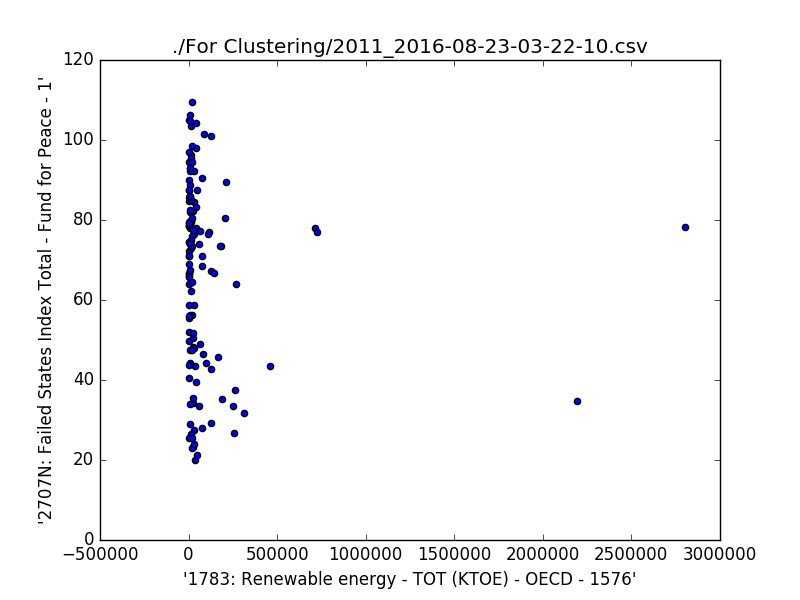 ./For Clustering/2011_2016-08-23-03-22-10.csv
'2707N: Failed States Index Total - Fund for Peace - 1'
120
100
80
60
40
20
0
−500000 0 500000 1000000 1500000 2000000 2500000 3000000
'1783: Renewable energy - TOT (KTOE) - OECD - 1576'